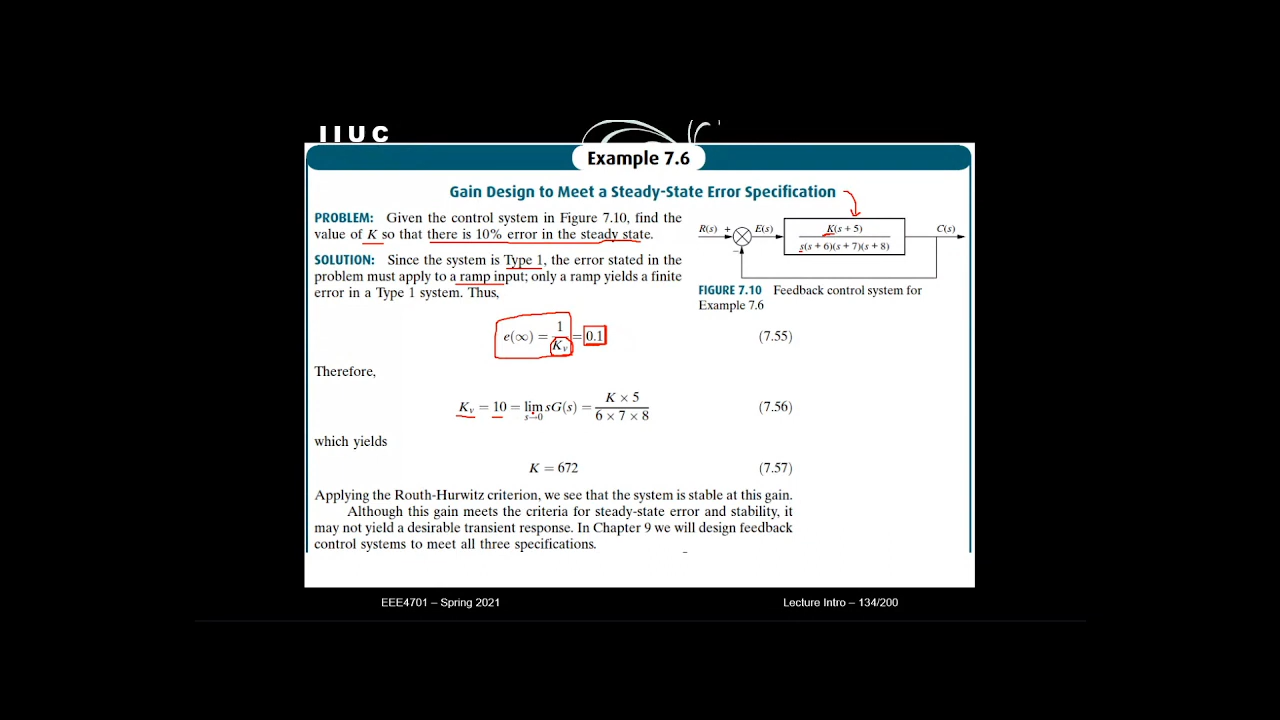 IIUC
Example 7.6
Gain Design to Meet a Steady-State Error Specification
PROBLEM: Given the control system in Figure 7.10, find the
value of K so that there is 10% error in the steady state.
SOLUTION: Since the system is Type 1, the error stated in the
problem must apply to a ramp input; only a ramp yields a finite
error in a Type 1 system. Thus,
R(s) + E(s) K(s + 5) C(s)
− s(s + 6)(s + 7)(s + 8)
FIGURE 7.10 Feedback control system for
Example 7.6
e(∞) = 1/Kv = 0.1 (7.55)
Therefore,
Kv = 10 = lim s→0 sG(s) = K × 5 / 6 × 7 × 8 (7.56)
which yields
K = 672 (7.57)
Applying the Routh-Hurwitz criterion, we see that the system is stable at this gain.
Although this gain meets the criteria for steady-state error and stability, it
may not yield a desirable transient response. In Chapter 9 we will design feedback
control systems to meet all three specifications.
EEE4701 – Spring 2021 Lecture Intro – 134/200